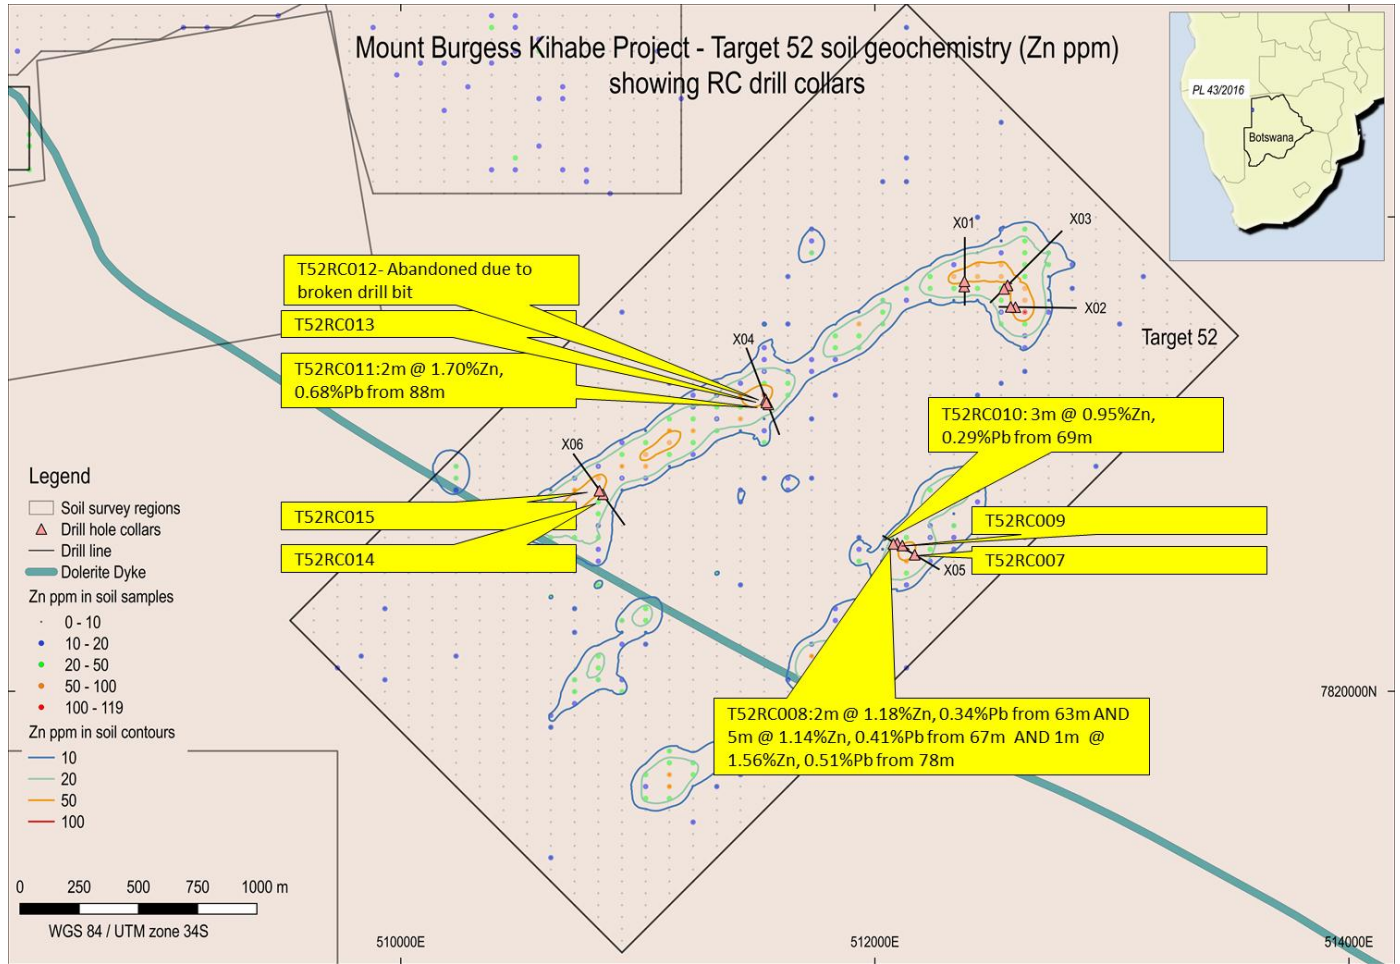 Mount Burgess Kihabe Project - Target 52 soil geochemistry (Zn ppm)
showing RC drill collars
PL 43/2016
Botswana
X01
X03
X02
Target 52
T52RC012- Abandoned due to
broken drill bit
T52RC013
X04
T52RC011:2m @ 1.70%Zn,
0.68%Pb from 88m
T52RC010: 3m @ 0.95%Zn,
0.29%Pb from 69m
X06
T52RC015
T52RC014
T52RC009
T52RC007
X05
T52RC008:2m @ 1.18%Zn, 0.34%Pb from 63m AND
5m @ 1.14%Zn, 0.41%Pb from 67m AND 1m @
1.56%Zn, 0.51%Pb from 78m
7820000N
Legend
Soil survey regions
Drill hole collars
Drill line
Dolerite Dyke
Zn ppm in soil samples
0 - 10
10 - 20
20 - 50
50 - 100
100 - 119
Zn ppm in soil contours
10
20
50
100
0 250 500 750 1000 m
WGS 84 / UTM zone 34S
510000E
512000E
514000E